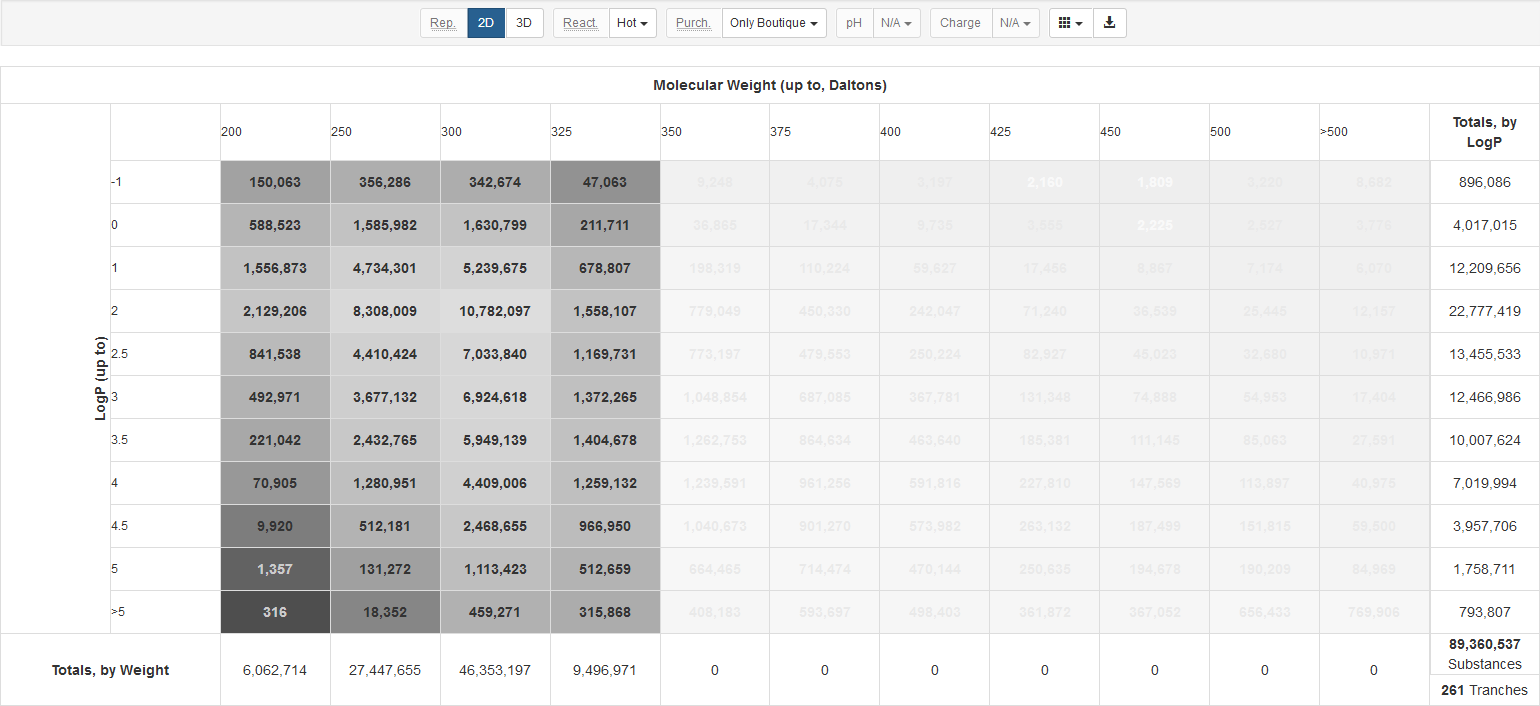 Rep. 2D 3D React. Hot Purch. Only Boutique pH N/A Charge N/A
Molecular Weight (up to, Daltons)
200 250 300 325 350 375 400 425 450 500 >500 Totals, by LogP
LogP (up to)
-1 150,063 356,286 342,674 47,063 9,248 4,075 3,197 2,160 1,909 3,220 896,086
0 588,523 1,585,982 1,630,799 211,711 36,865 17,344 9,735 3,555 2,225 2,527 3,776 4,017,015
1 1,556,873 4,734,301 5,239,675 678,807 198,319 110,224 59,627 17,458 7,174 12,209,656
2 2,129,206 8,308,009 10,782,097 1,558,107 779,049 450,330 242,047 71,240 36,539 25,445 12,167 22,777,419
2.5 841,538 4,410,424 7,033,840 1,169,731 773,197 479,553 250,224 82,927 45,023 32,680 10,971 13,455,533
3 492,971 3,677,132 6,924,618 1,372,265 1,048,854 687,085 367,781 131,348 74,888 54,953 17,404 12,466,986
3.5 221,042 2,432,765 5,949,139 1,404,678 1,262,753 864,634 463,640 185,381 111,145 85,063 27,591 10,007,624
4 70,905 1,280,951 4,409,006 1,259,132 1,239,591 961,256 591,816 227,810 147,569 113,897 40,975 7,019,994
4.5 9,920 512,181 2,468,655 966,950 1,040,673 901,270 573,982 263,132 187,499 151,815 59,500 3,957,706
5 1,357 131,272 1,113,423 512,659 664,465 714,474 470,144 250,635 194,678 190,209 84,969 1,758,711
>5 316 18,352 459,271 315,868 408,183 593,697 498,403 361,872 367,052 656,433 769,906 793,807
Totals, by Weight 6,062,714 27,447,655 46,353,197 9,496,971 0 0 0 0 0 0 0 89,360,537
Substances
261 Tranches